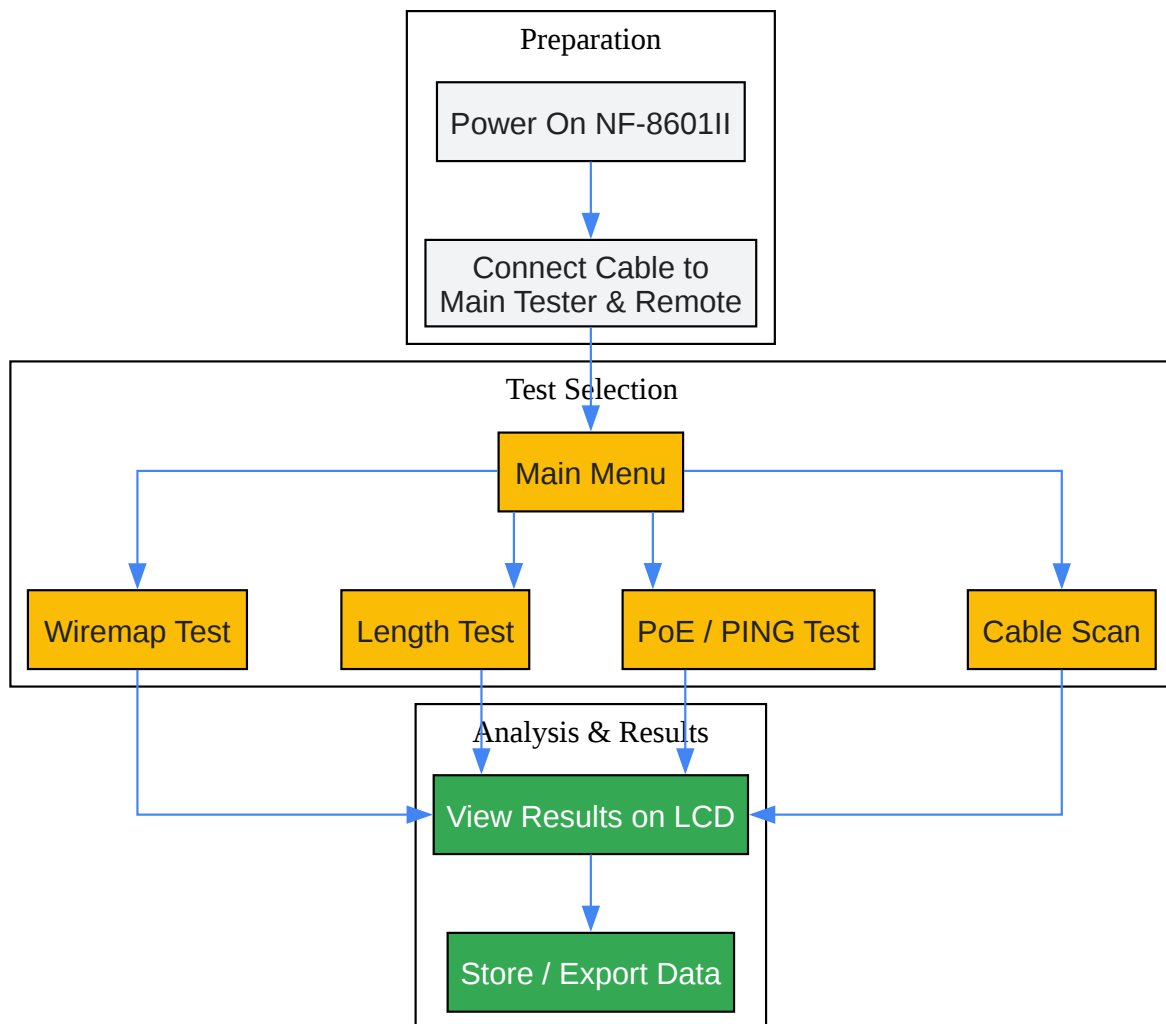 Preparation
Power On NF-8601II
Connect Cable to
Main Tester & Remote
Test Selection
Main Menu
Wiremap Test
Length Test
PoE / PING Test
Cable Scan
Analysis & Results
View Results on LCD
Store / Export Data